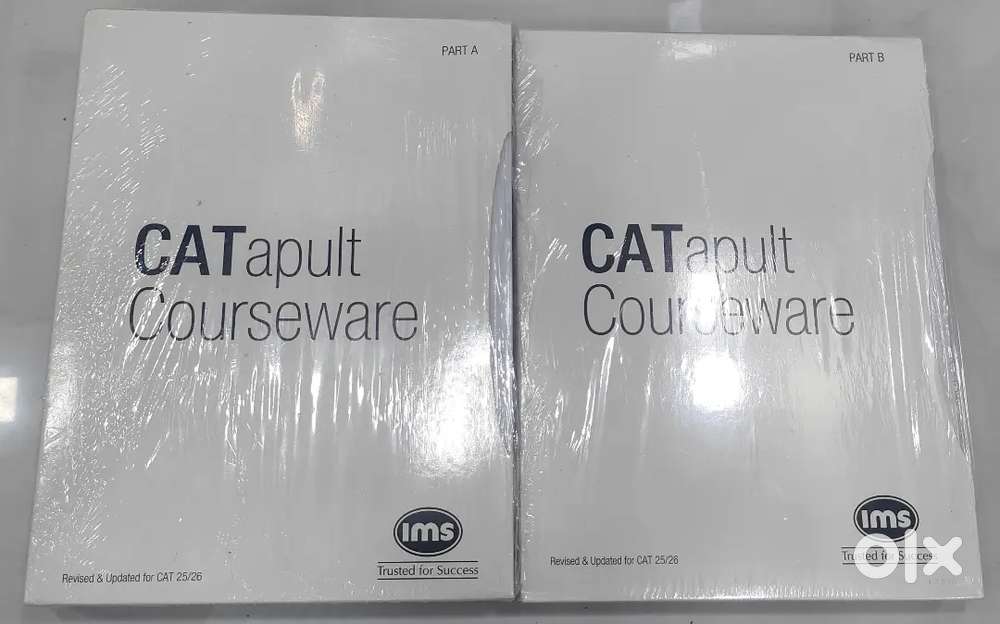 PART A
CATapult
Courseware
Revised & Updated for CAT 25/26
ims
Trusted for Success
PART B
CATapult
Courseware
Revised & Updated for CAT 25/26
ims
Trusted for Success
olx